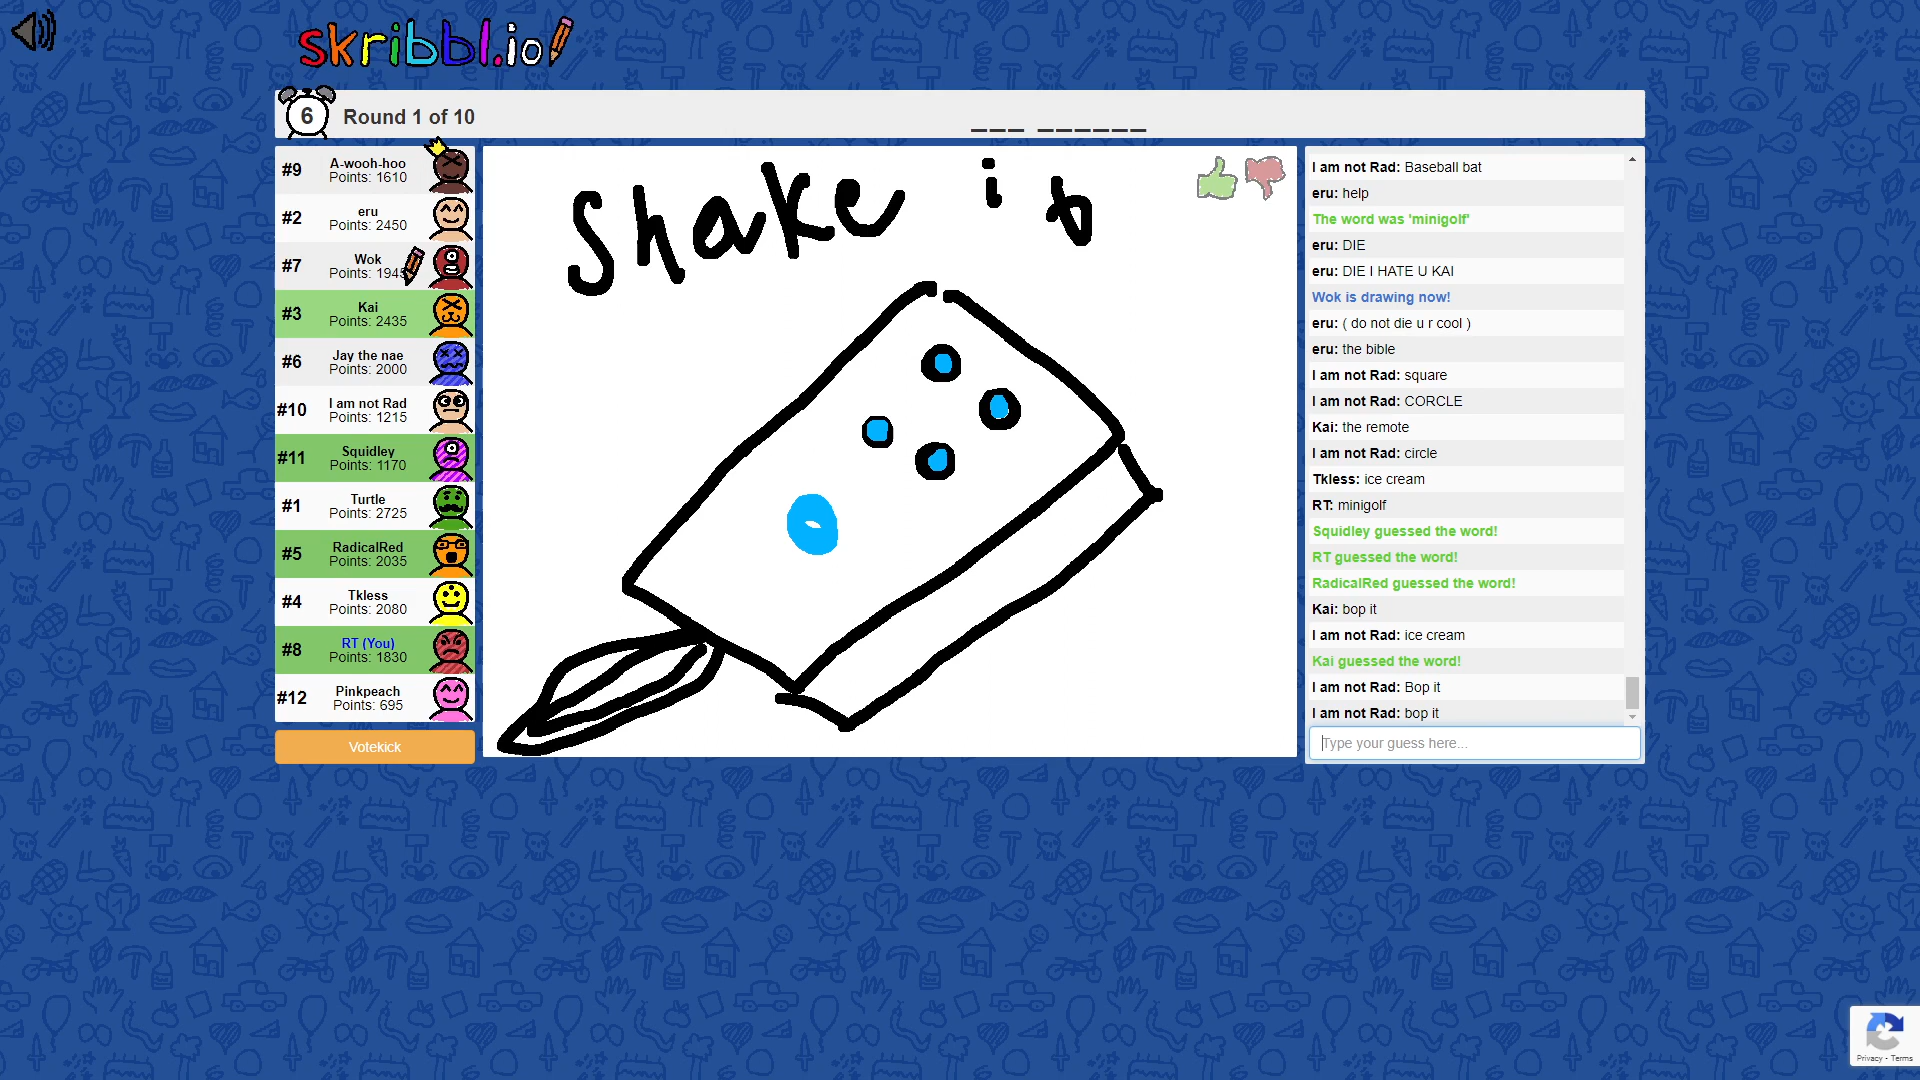 skribbl.io
6
Round 1 of 10
___ ______
#9
A-wooh-hoo
Points: 1610
#2
eru
Points: 2450
#7
Wok
Points: 1945
#3
Kai
Points: 2435
#6
Jay the nae
Points: 2000
#10
I am not Rad
Points: 1215
#11
Squidley
Points: 1170
#1
Turtle
Points: 2725
#5
RadicalRed
Points: 2035
#4
Tkless
Points: 2080
#8
RT (You)
Points: 1830
#12
Pinkpeach
Points: 695
Votekick
Shake it
I am not Rad: Baseball bat
eru: help
The word was 'minigolf'
eru: DIE
eru: DIE I HATE U KAI
Wok is drawing now!
eru: ( do not die u r cool )
eru: the bible
I am not Rad: square
I am not Rad: CORCLE
Kai: the remote
I am not Rad: circle
Tkless: ice cream
RT: minigolf
Squidley guessed the word!
RT guessed the word!
RadicalRed guessed the word!
Kai: bop it
I am not Rad: ice cream
Kai guessed the word!
I am not Rad: Bop it
I am not Rad: bop it
Type your guess here...
Privacy - Terms